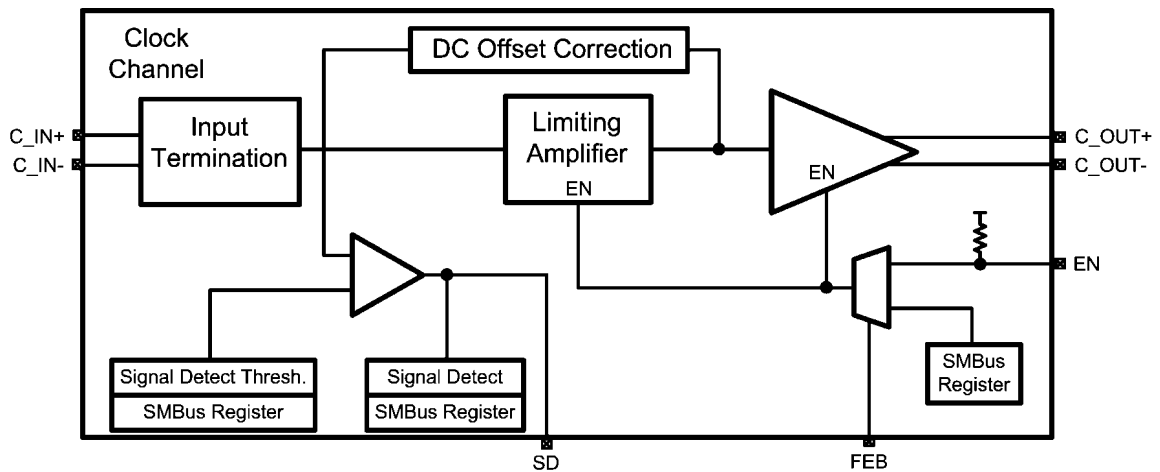 Clock
Channel
DC Offset Correction
C_IN+
C_IN-
Input
Termination
Limiting
Amplifier
EN
EN
C_OUT+
C_OUT-
EN
Signal Detect Thresh.
SMBus Register
Signal Detect
SMBus Register
SMBus
Register
SD
FEB